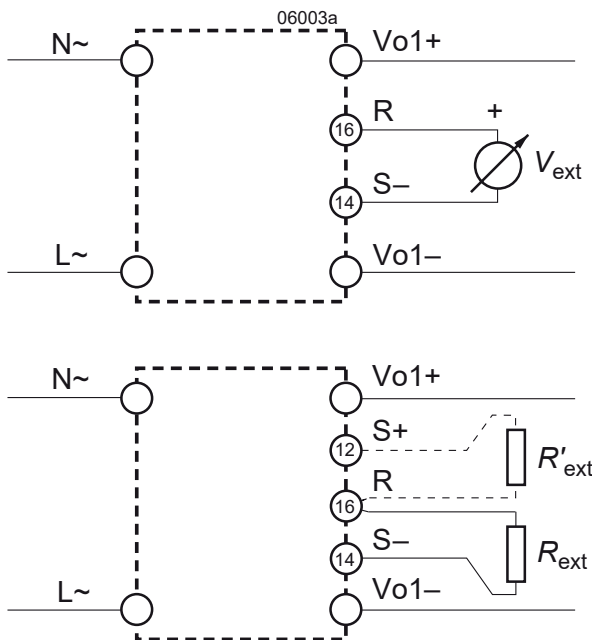 06003a
N~
Vo1+
R
+
16
Vext
S–
14
L~
Vo1–
N~
Vo1+
S+
12
R'ext
R
16
S–
14
Rext
L~
Vo1–